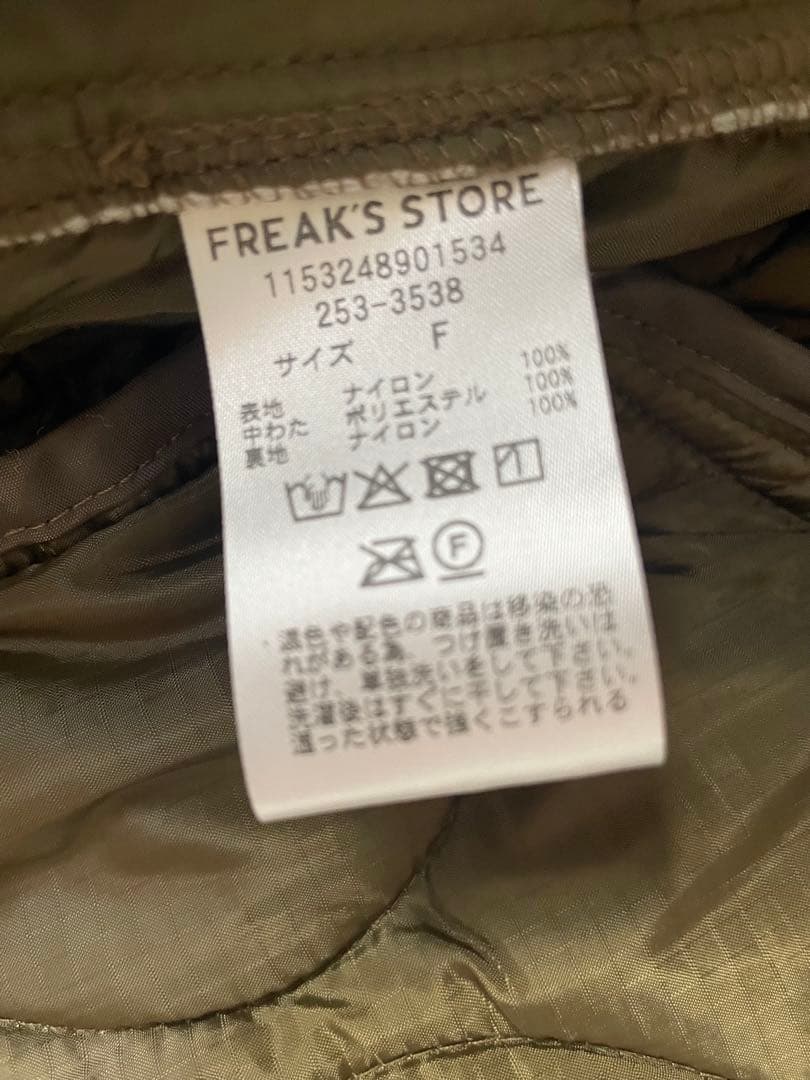 FREAK'S STORE
1153248901534
253-3538
サイズ F
表地 ナイロン 100%
中わた ポリエステル 100%
裏地 ナイロン 100%
F
・濃色や配色の商品は移染の恐
れがある為、つけ置き洗いは
避け、単独洗いをして下さい。
洗濯後はすぐに干して下さい。
湿った状態で強くこすられる